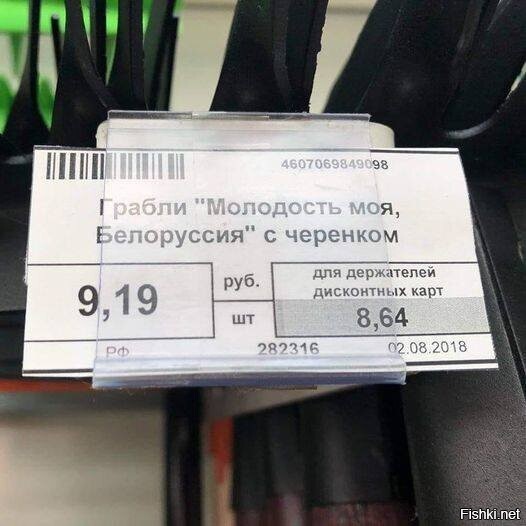 4607069849098
Грабли "Молодость моя,
Белоруссия" с черенком
9,19
руб.
шт
для держателей
дисконтных карт
8,64
РФ 282316 02.08.2018
Fishki.net